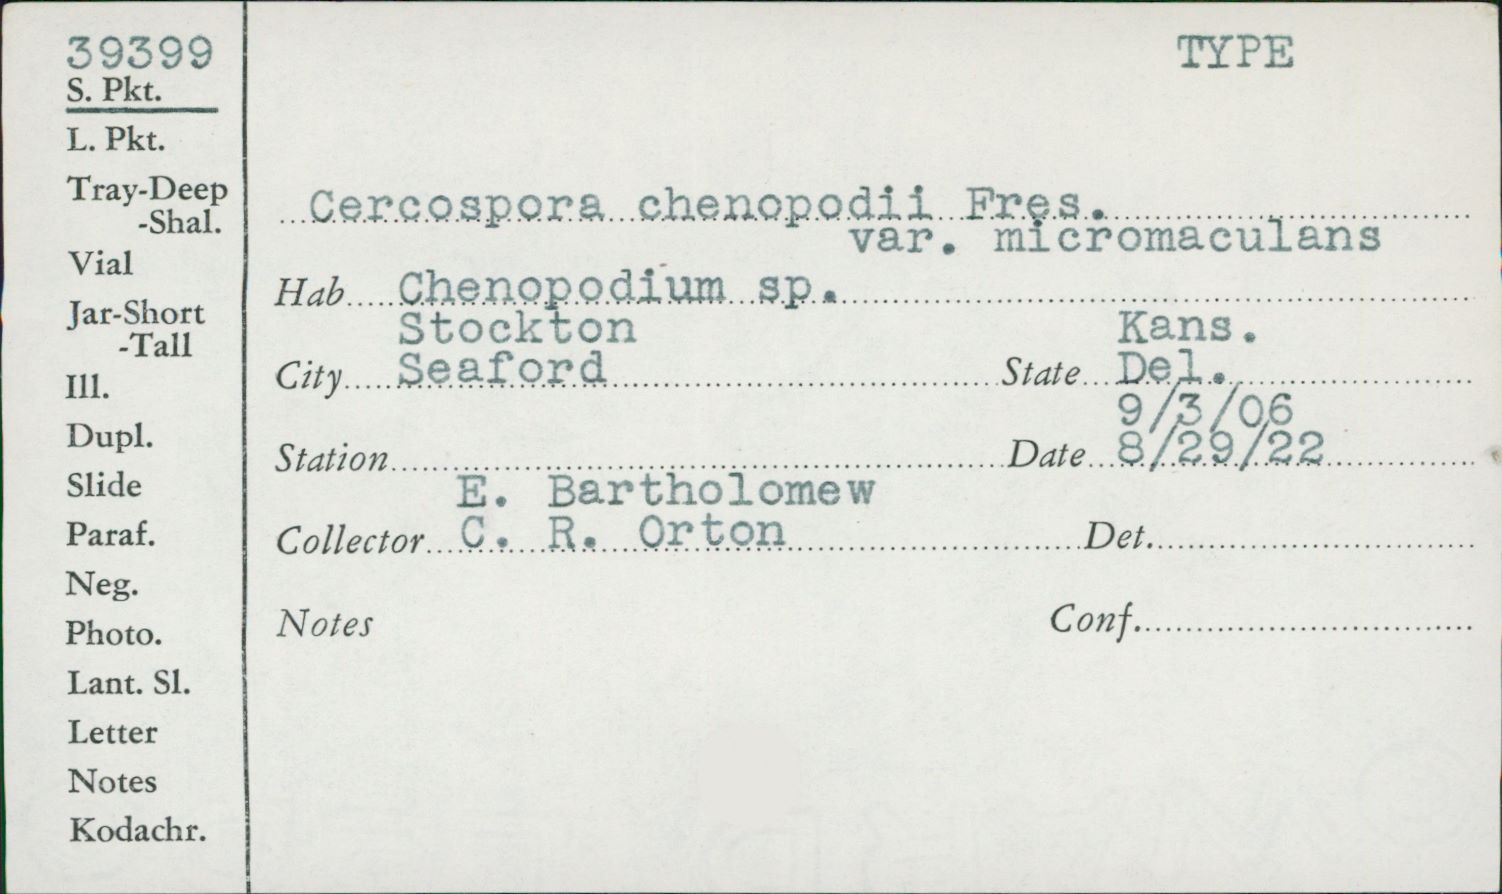 39399
TYPE
S. Pkt.
L. Pkt.
Tray-Deep
-Shal.
Vial
Jar-Short
-Tall
Ill.
Dupl.
Slide
Paraf.
Neg.
Photo.
Lant. Sl.
Letter
Notes
Kodachr.
Cercospora chenopodii Fres.
var. micromaculans
Hab Chenopodium sp.
Stockton Kans.
City Seaford State Del.
9/3/06
Station Date 8/29/22
E. Bartholomew
Collector C. R. Orton Det.
Notes Conf.